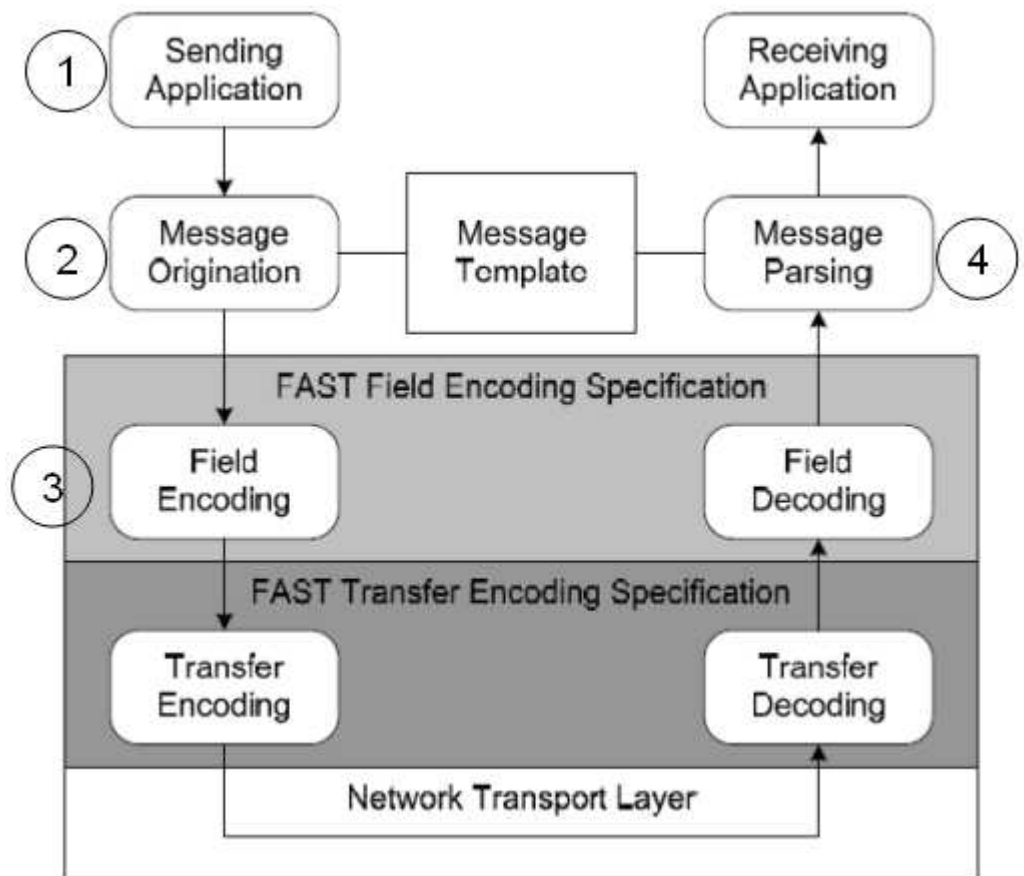 1
Sending
Application
Receiving
Application
2
Message
Origination
Message
Template
Message
Parsing
4
FAST Field Encoding Specification
3
Field
Encoding
Field
Decoding
FAST Transfer Encoding Specification
Transfer
Encoding
Transfer
Decoding
Network Transport Layer